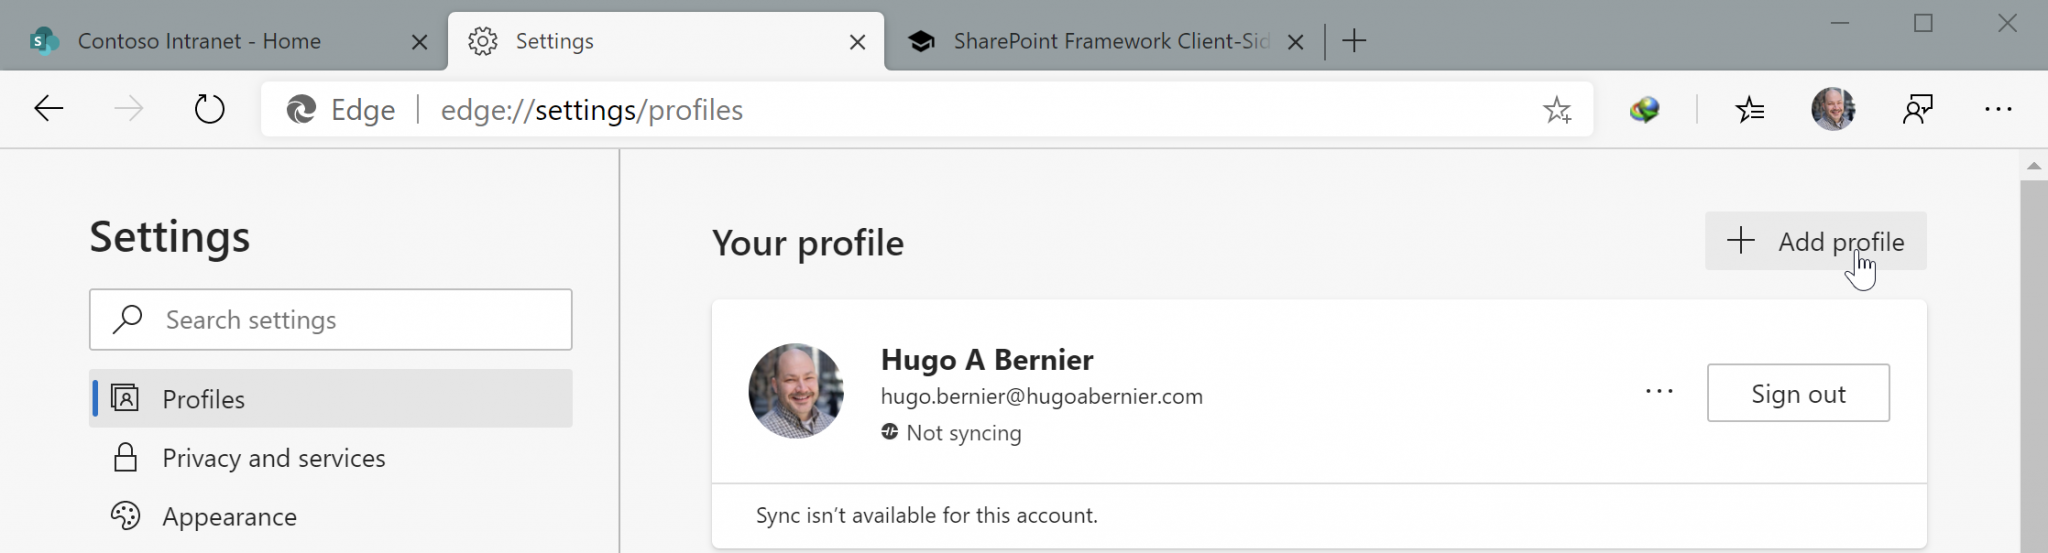 Contoso Intranet - Home
Settings
SharePoint Framework Client-Sid
Edge
edge://settings/profiles
Settings
Search settings
Profiles
Privacy and services
Appearance
Your profile
Add profile
Hugo A Bernier
hugo.bernier@hugoabernier.com
Not syncing
Sign out
Sync isn’t available for this account.